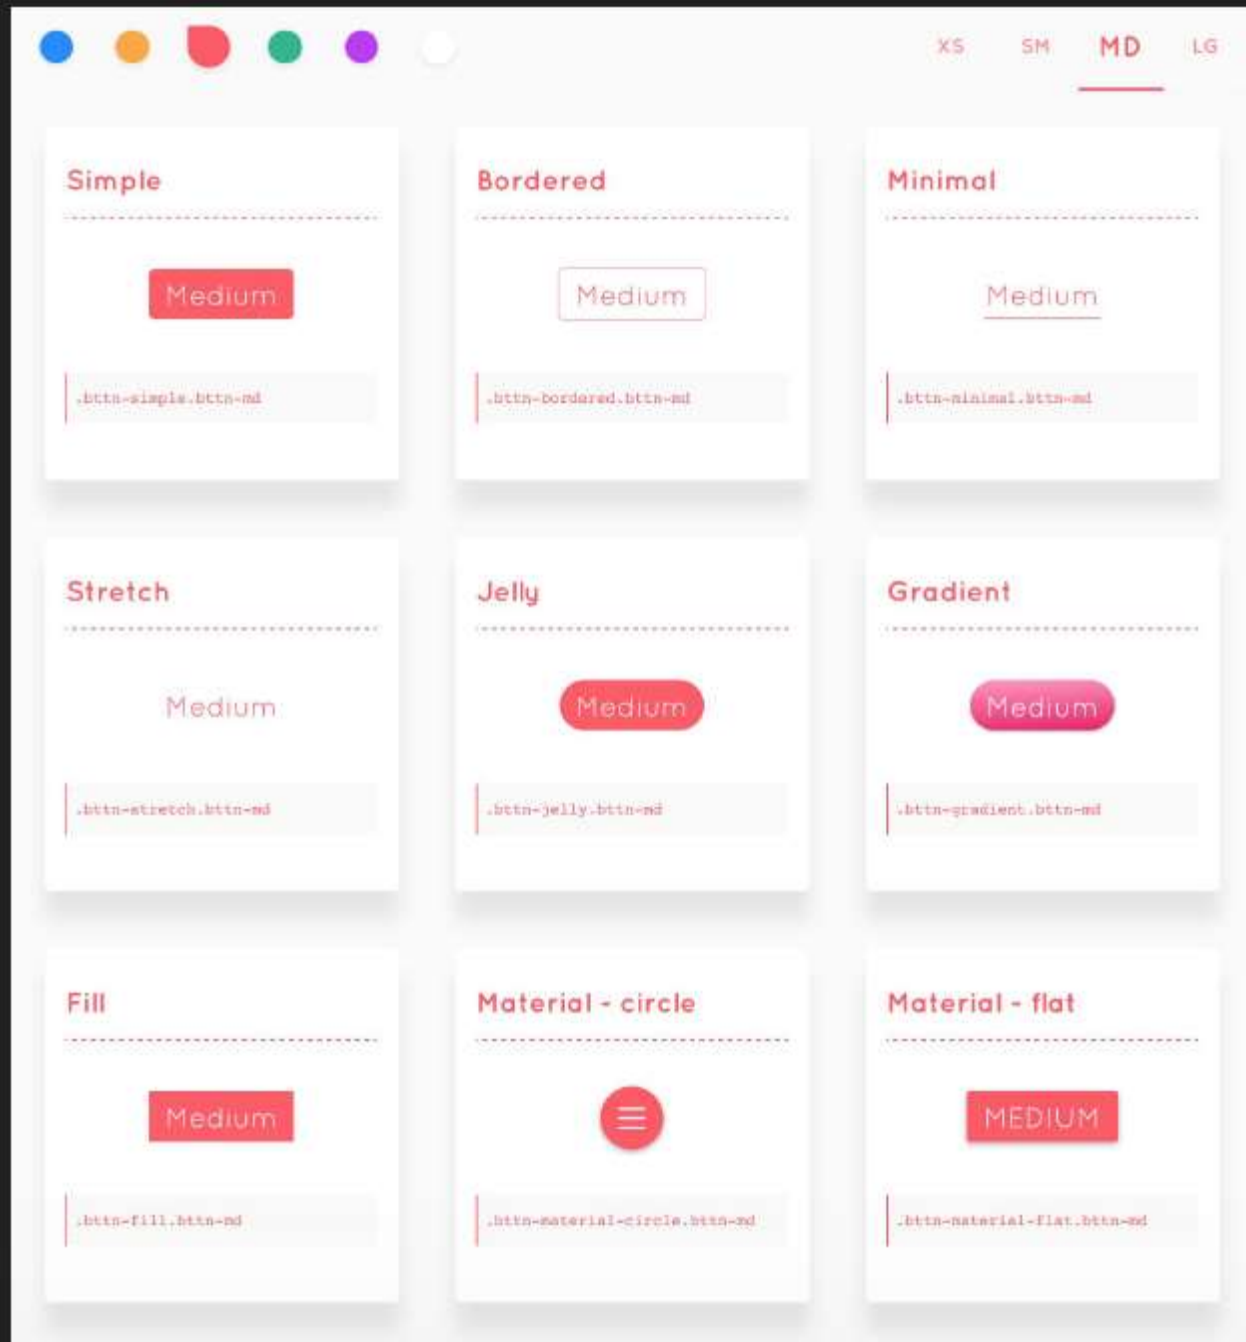 XS SM MD LG
Simple
Medium
.bttn-simple.bttn-md
Bordered
Medium
.bttn-bordered.bttn-md
Minimal
Medium
.bttn-minimal.bttn-md
Stretch
Medium
.bttn-stretch.bttn-md
Jelly
Medium
.bttn-jelly.bttn-md
Gradient
Medium
.bttn-gradient.bttn-md
Fill
Medium
.bttn-fill.bttn-md
Material - circle
.bttn-material-circle.bttn-md
Material - flat
MEDIUM
.bttn-material-flat.bttn-md